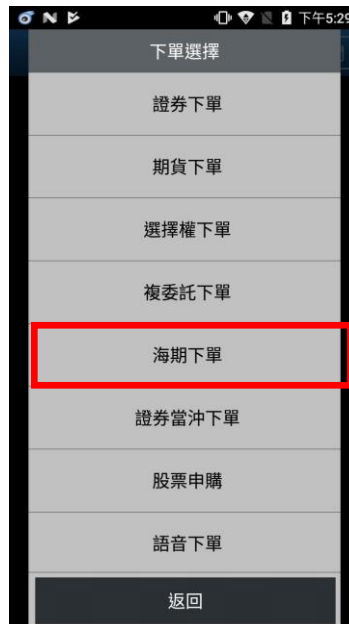 下午5:29
下單選擇
證券下單
期貨下單
選擇權下單
複委託下單
海期下單
證券當沖下單
股票申購
語音下單
返回